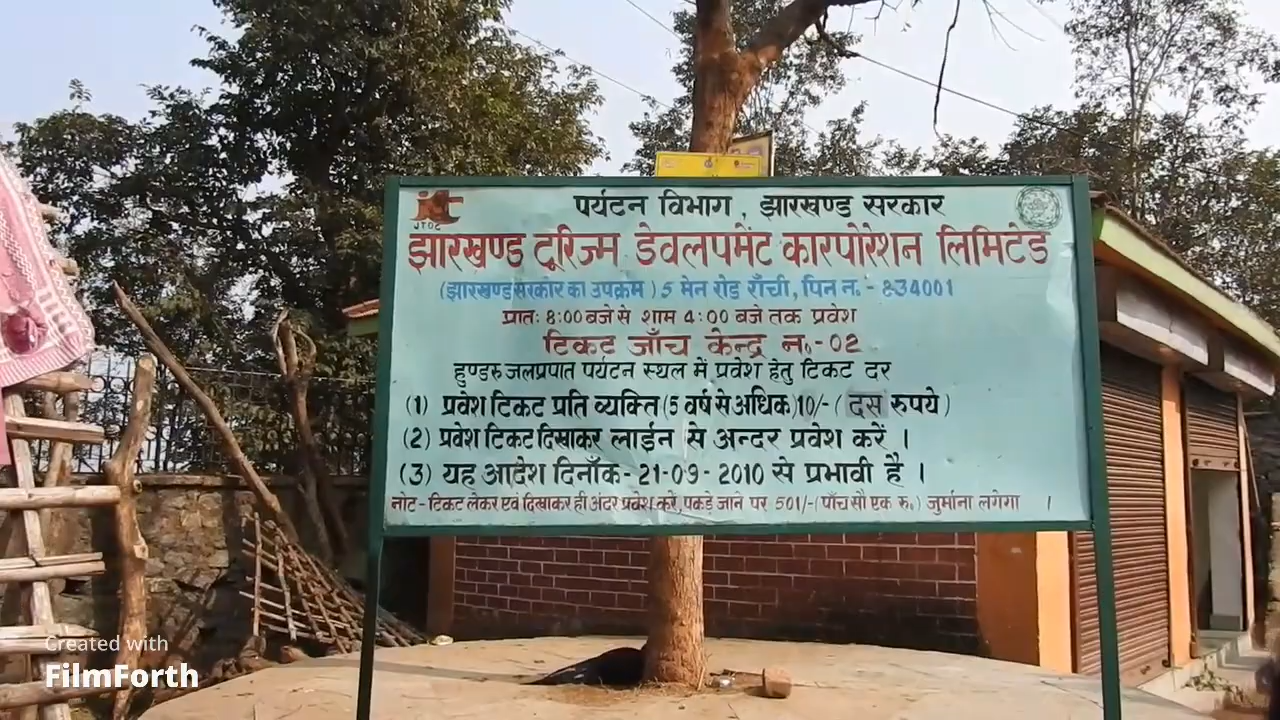 JTDC
पर्यटन विभाग, झारखण्ड सरकार
झारखण्ड टूरिज्म डेवलपमेंट कारपोरेशन लिमिटेड
(झारखण्ड सरकार का उपक्रम) 5 मेन रोड राँची, पिन न०- 834001
प्रातः 8:00 बजे से शाम 4:00 बजे तक प्रवेश
टिकट जाँच केन्द्र न०-02
हुण्डरु जलप्रपात पर्यटन स्थल में प्रवेश हेतु टिकट दर
(1) प्रवेश टिकट प्रति व्यक्ति (5 वर्ष से अधिक) 10/- (दस रुपये)
(2) प्रवेश टिकट दिखाकर लाईन से अन्दर प्रवेश करें ।
(3) यह आदेश दिनाँक- 21-09-2010 से प्रभावी है ।
नोट- टिकट लेकर एवं दिखाकर ही अंदर प्रवेश करें, पकड़े जाने पर 501/- (पाँच सौ एक रु०) जुर्माना लगेगा ।
Created with
FilmForth